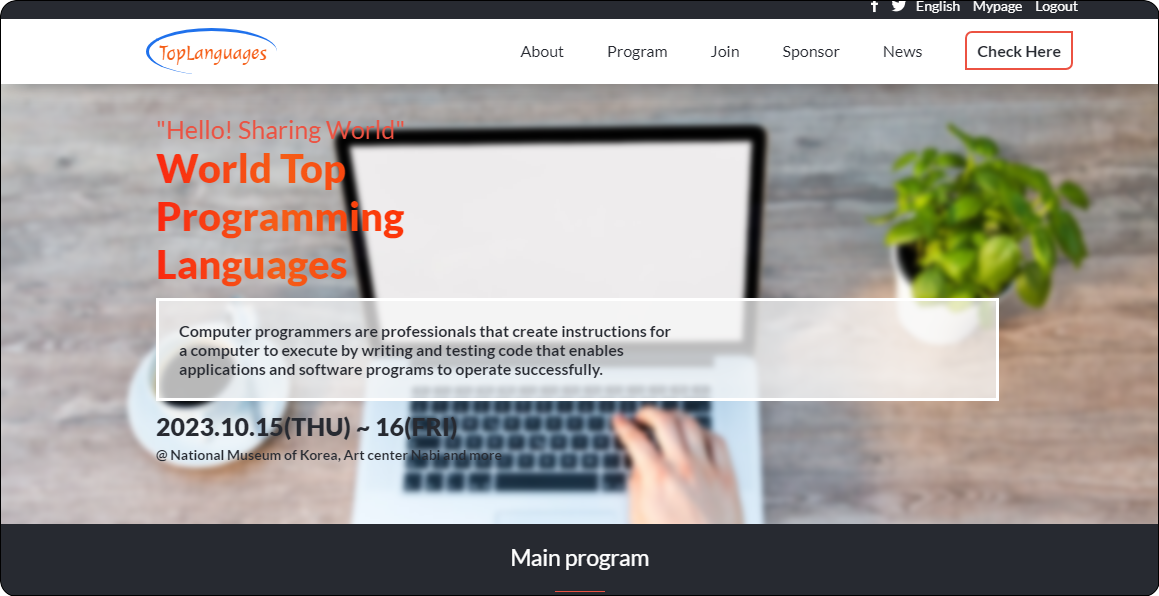 English Mypage Logout
TopLanguages
About Program Join Sponsor News Check Here
"Hello! Sharing World"
World Top
Programming
Languages
Computer programmers are professionals that create instructions for
a computer to execute by writing and testing code that enables
applications and software programs to operate successfully.
2023.10.15(THU) ~ 16(FRI)
@ National Museum of Korea, Art center Nabi and more
Main program